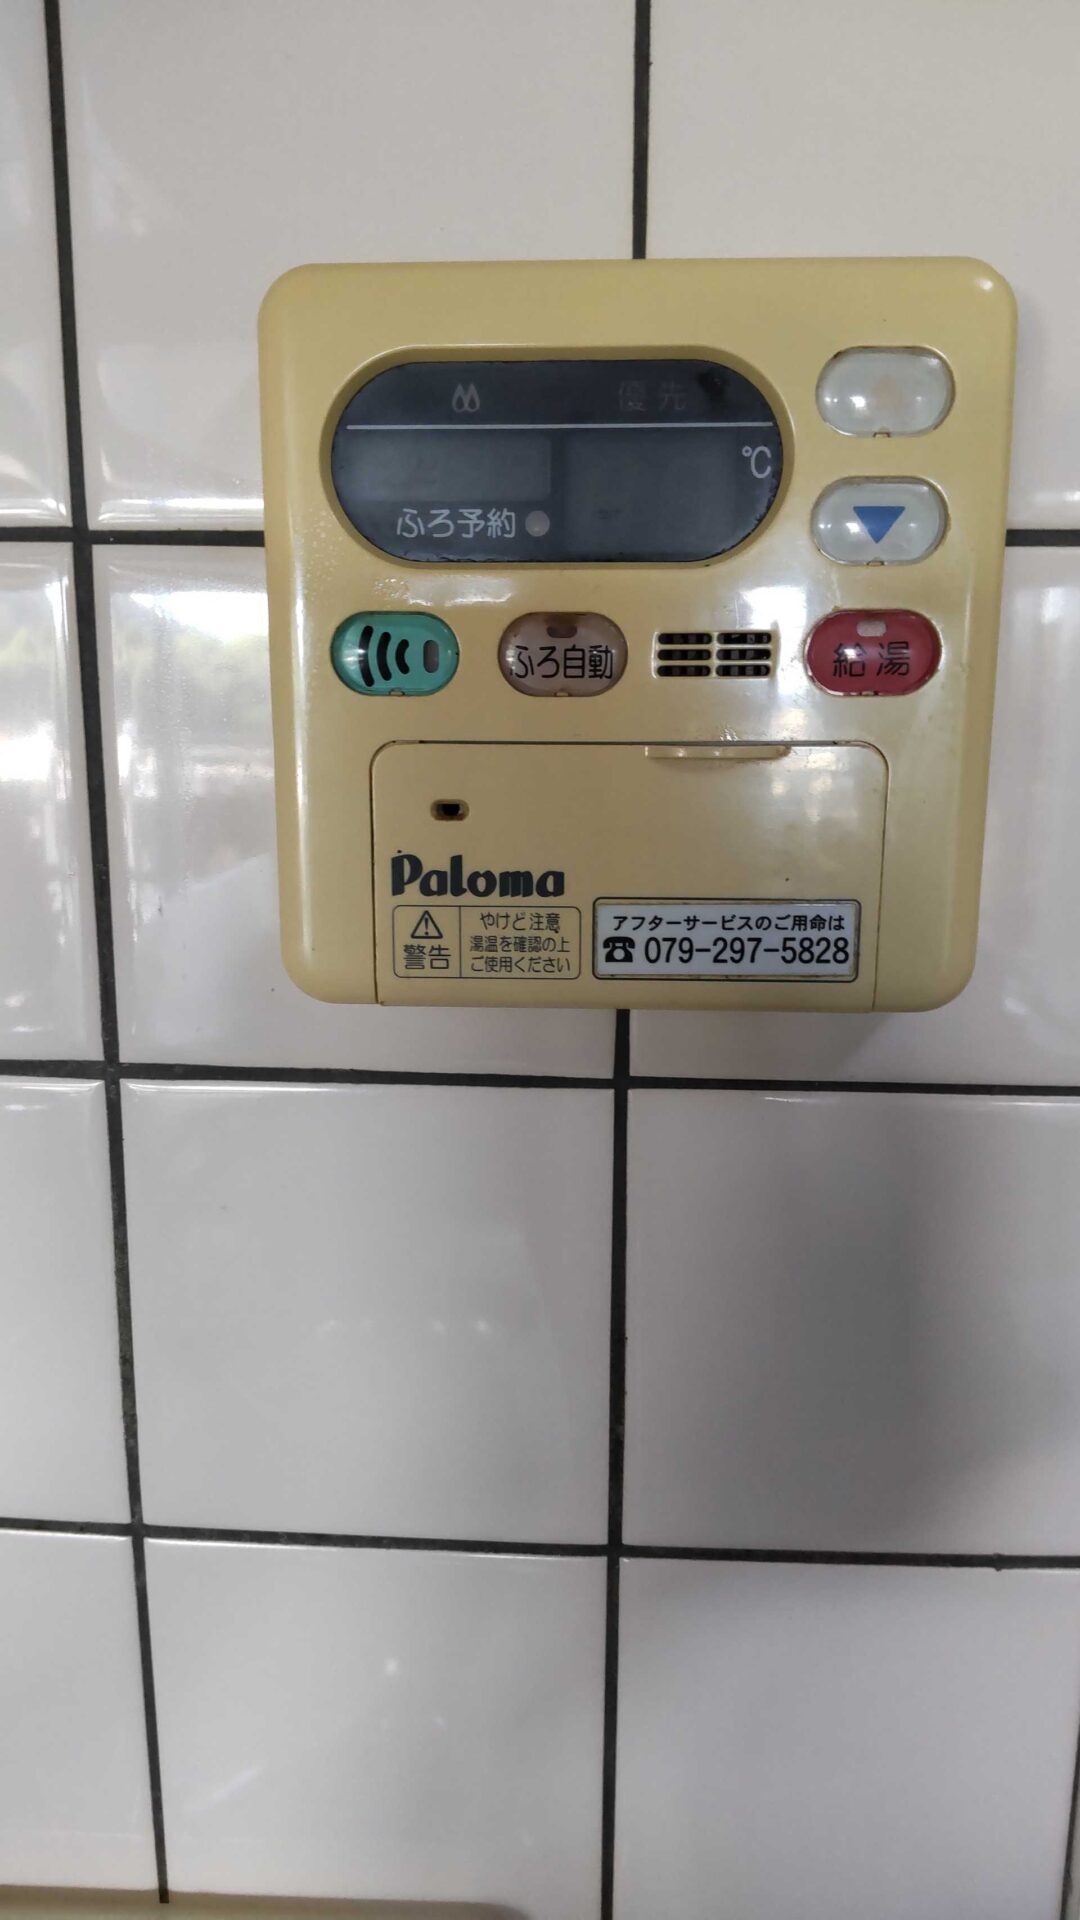 優先
℃
ふろ予約
ふろ自動
給湯
Paloma
警告
やけど注意
湯温を確認の上
ご使用ください
アフターサービスのご用命は
☎079-297-5828